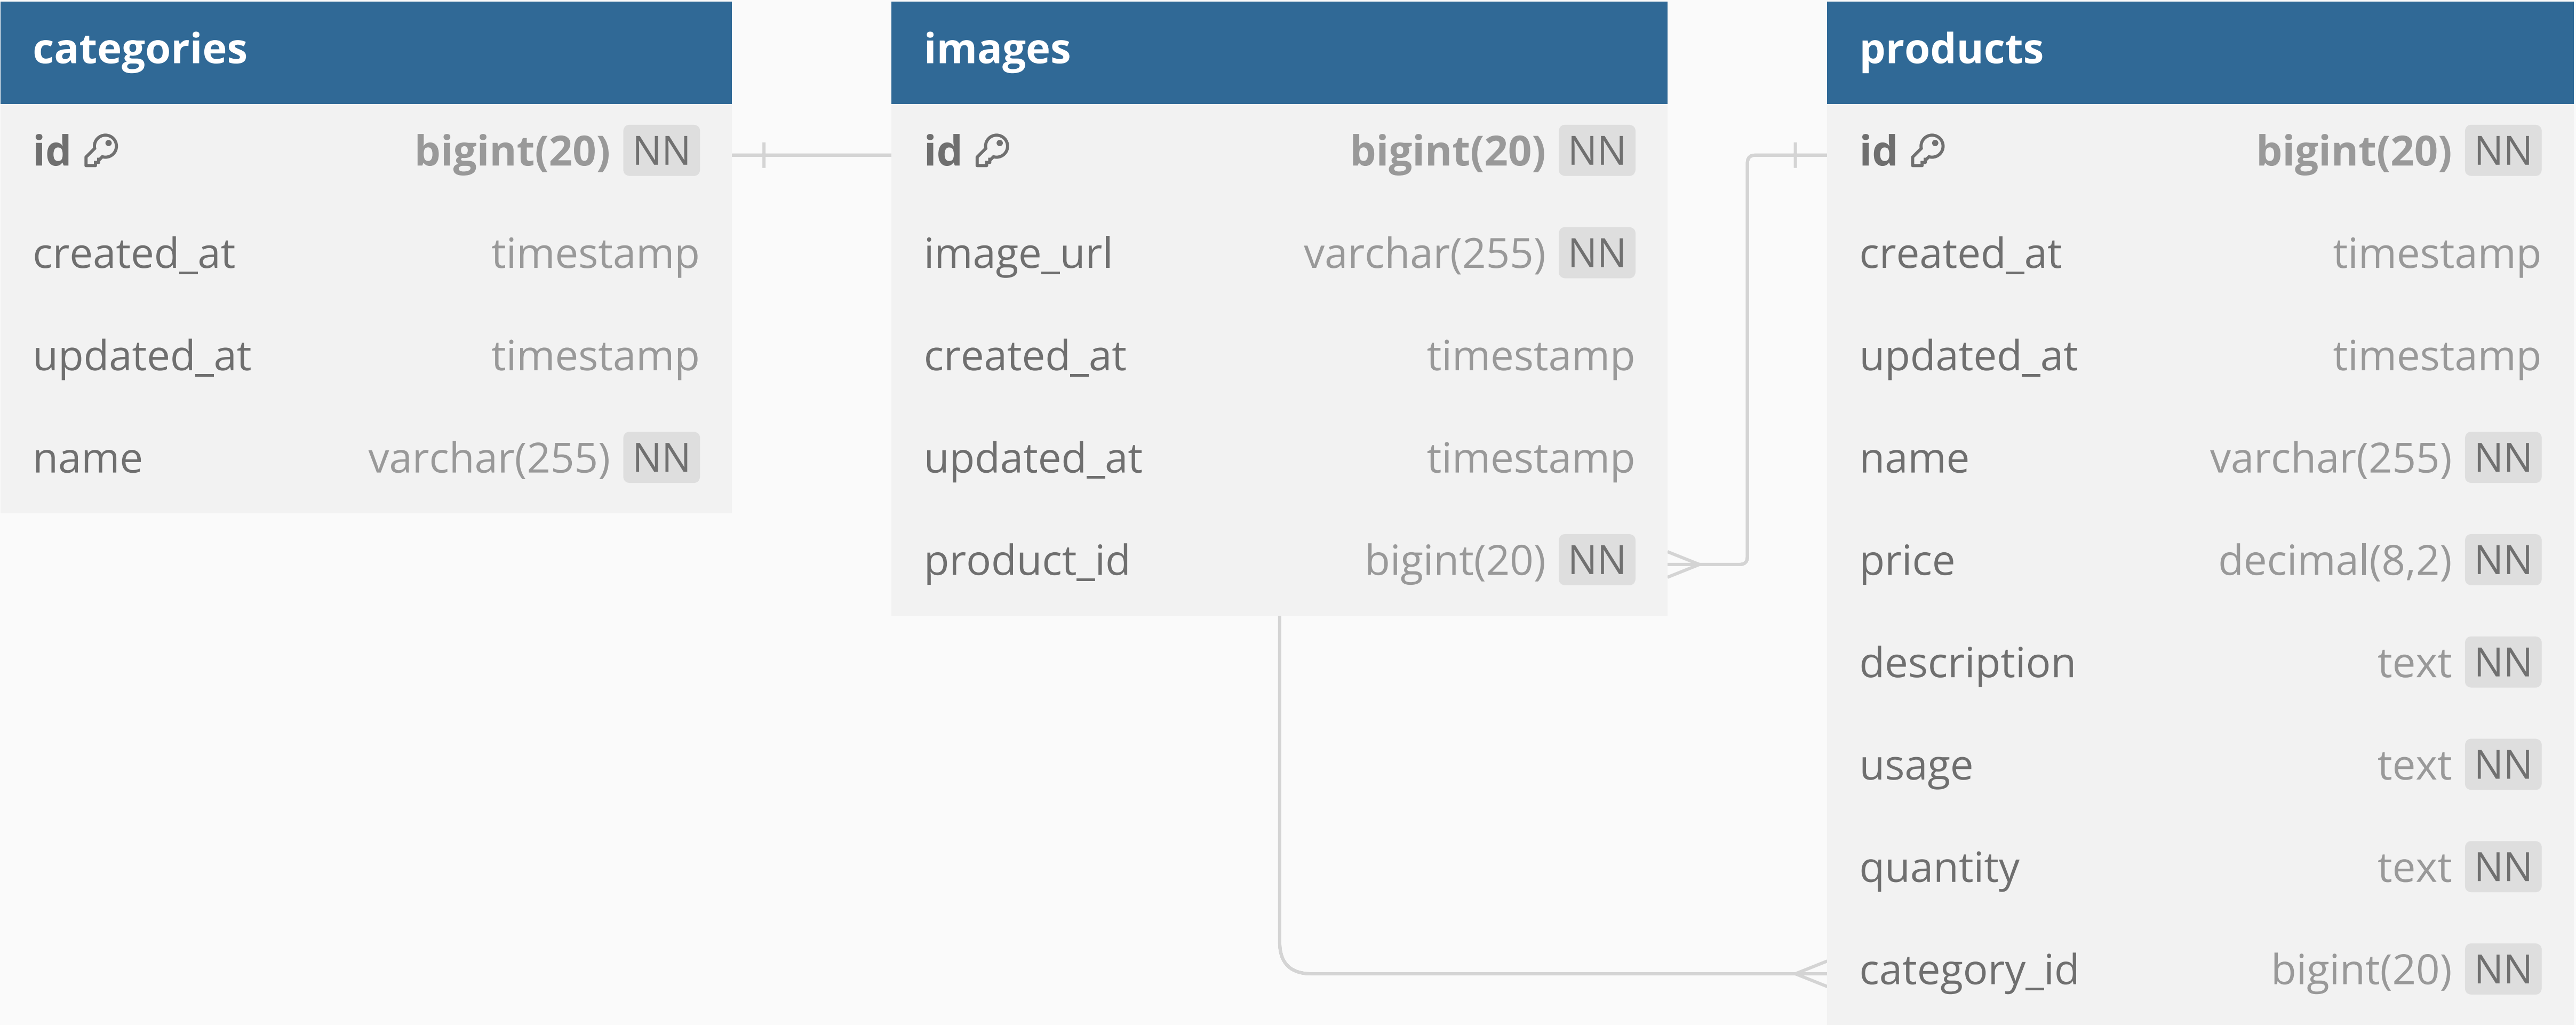 categories
id bigint(20) NN
created_at timestamp
updated_at timestamp
name varchar(255) NN
images
id bigint(20) NN
image_url varchar(255) NN
created_at timestamp
updated_at timestamp
product_id bigint(20) NN
products
id bigint(20) NN
created_at timestamp
updated_at timestamp
name varchar(255) NN
price decimal(8,2) NN
description text NN
usage text NN
quantity text NN
category_id bigint(20) NN